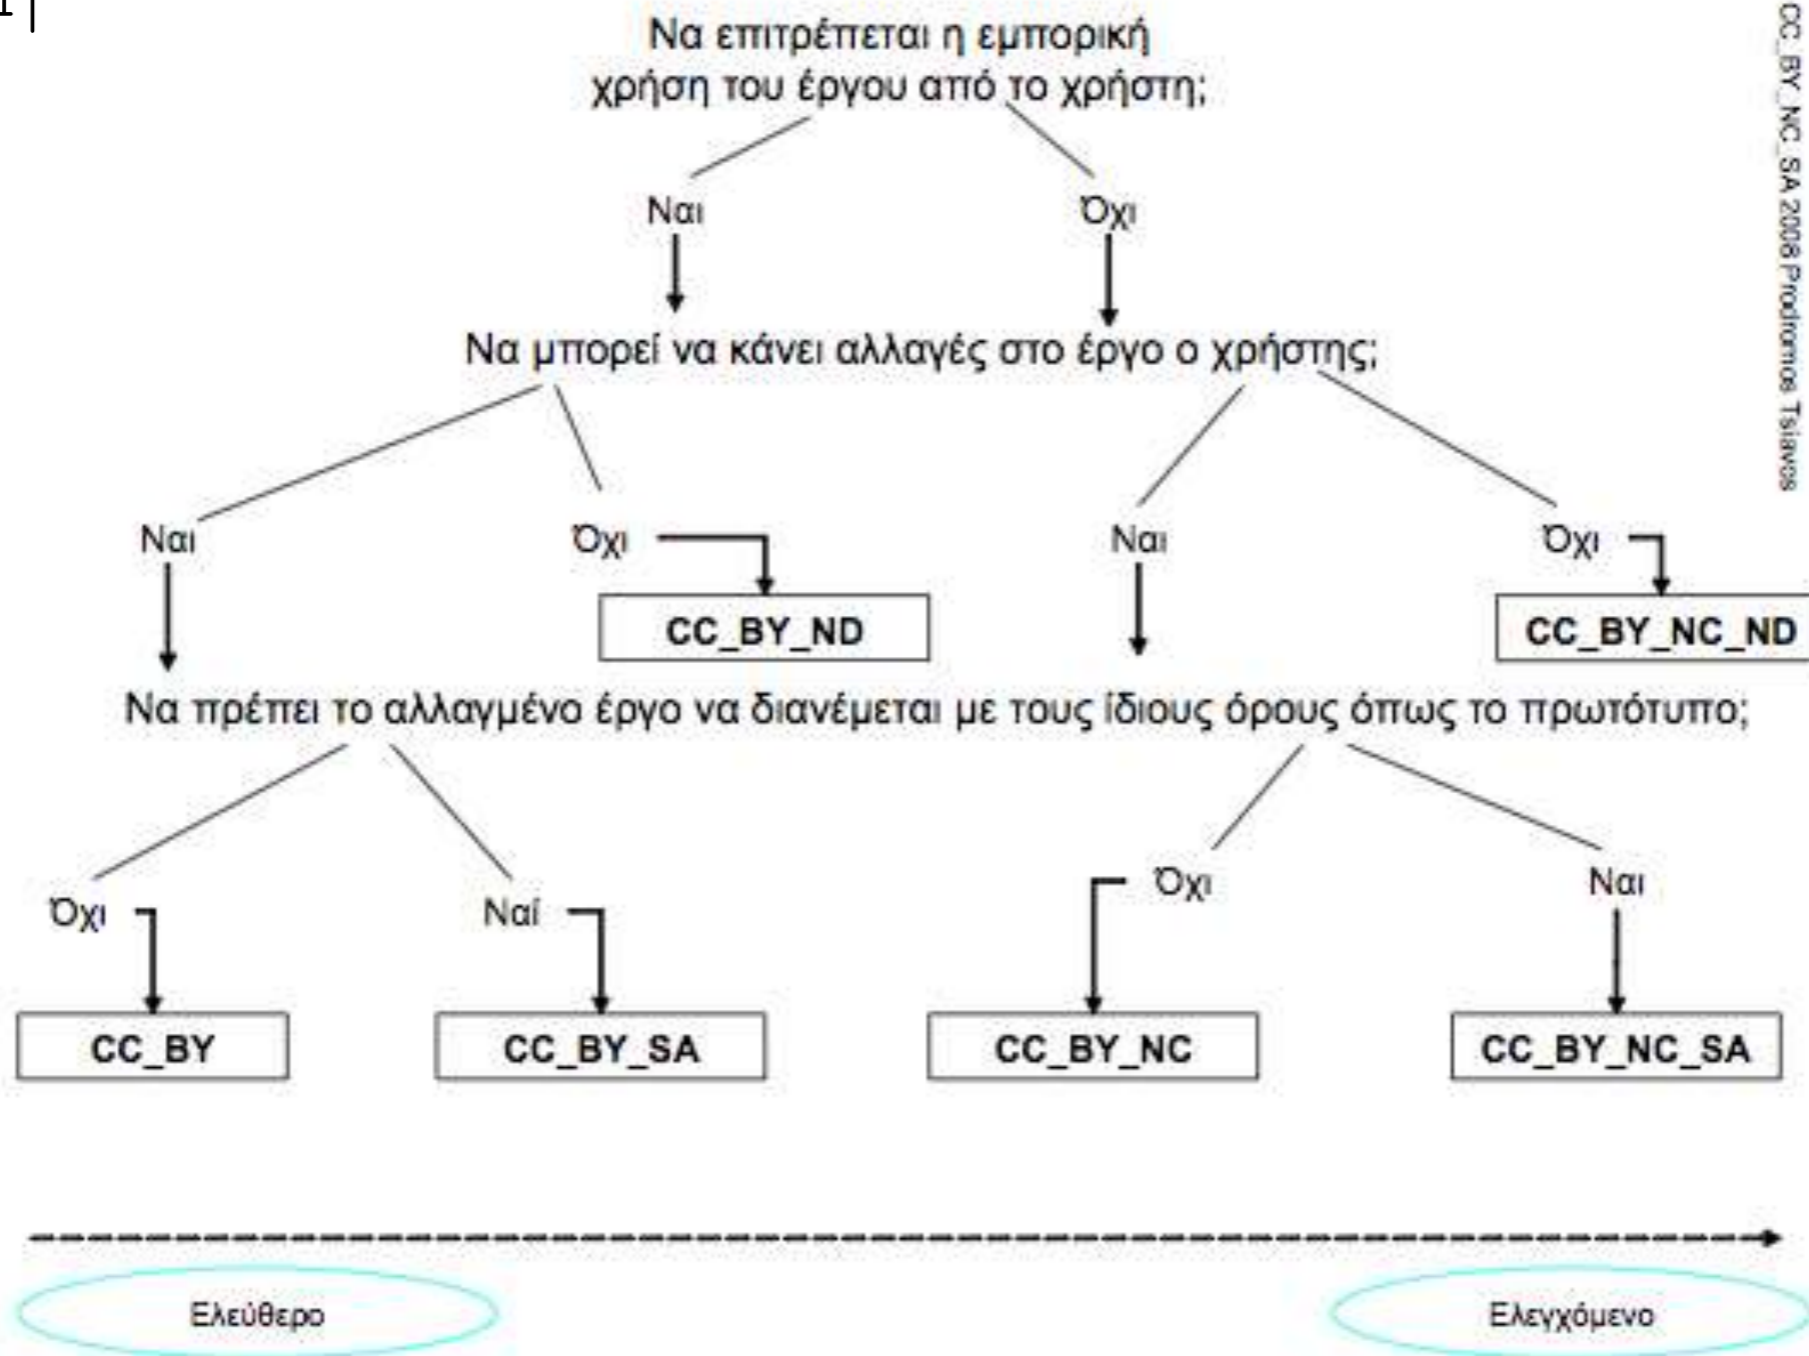 Να επιτρέπεται η εμπορική
χρήση του έργου από το χρήστη;
CC_BY_NC_SA 2008 Prodromos Tsiavos
Ναι
Όχι
Να μπορεί να κάνει αλλαγές στο έργο ο χρήστης;
Ναι
Όχι
Ναι
Όχι
CC_BY_ND
CC_BY_NC_ND
Να πρέπει το αλλαγμένο έργο να διανέμεται με τους ίδιους όρους όπως το πρωτότυπο;
Όχι
Ναί
Όχι
Ναι
CC_BY
CC_BY_SA
CC_BY_NC
CC_BY_NC_SA
Ελεύθερο
Ελεγχόμενο